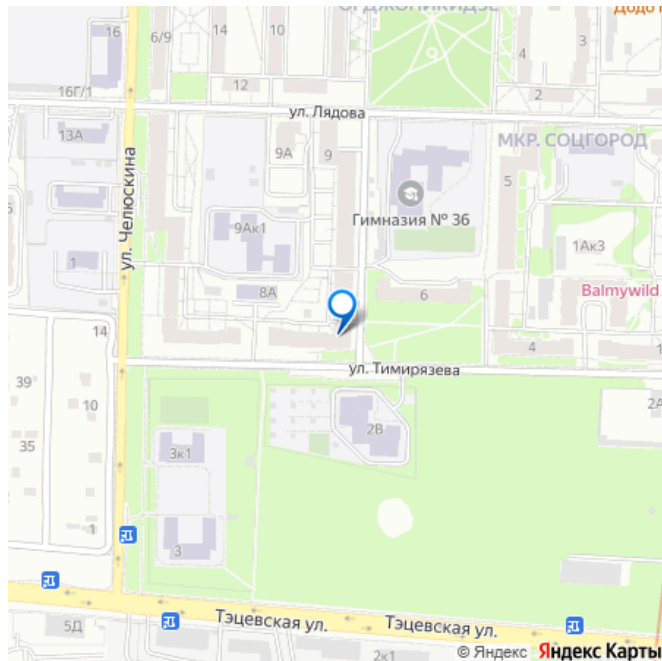 ОРДЖОНИКИДЗЕ
Додо
16
6/9
14
10
4
3
16Г/1
12
2
ул. Лядова
13А
9А
9
МКР. СОЦГОРОД
5
ул. Челюскина
Гимназия № 36
9Ак1
1Ак3
1
8А
6
Balmywild
14
4
ул. Тимирязева
39
10
2А
3к1
2В
35
1
3
Тэцевская ул.
Тэцевская ул.
5Д
2к1
© Яндекс Яндекс Карты